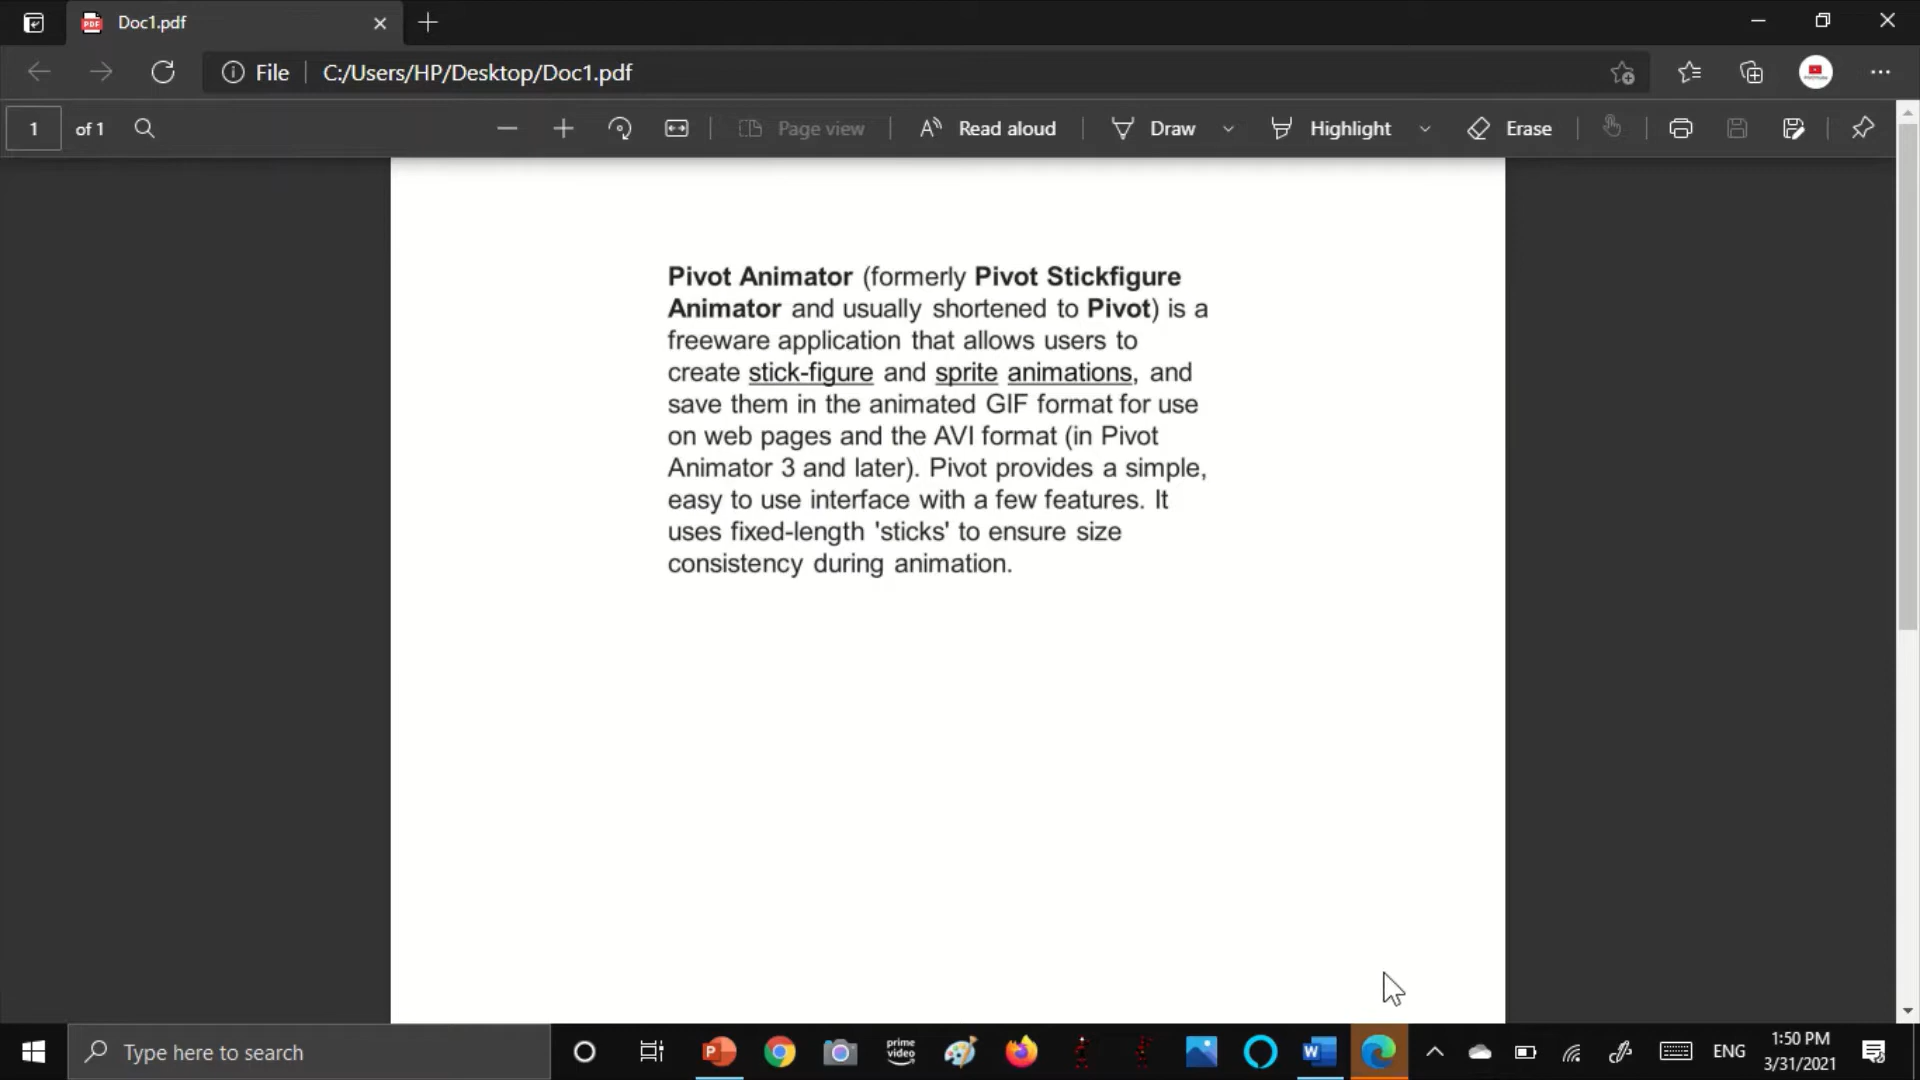 Doc1.pdf
File
C:/Users/HP/Desktop/Doc1.pdf
1 of 1 Page view Read aloud Draw Highlight Erase
Pivot Animator (formerly Pivot Stickfigure
Animator and usually shortened to Pivot) is a
freeware application that allows users to
create stick-figure and sprite animations, and
save them in the animated GIF format for use
on web pages and the AVI format (in Pivot
Animator 3 and later). Pivot provides a simple,
easy to use interface with a few features. It
uses fixed-length 'sticks' to ensure size
consistency during animation.
Type here to search
prime
video
ENG
1:50 PM
3/31/2021